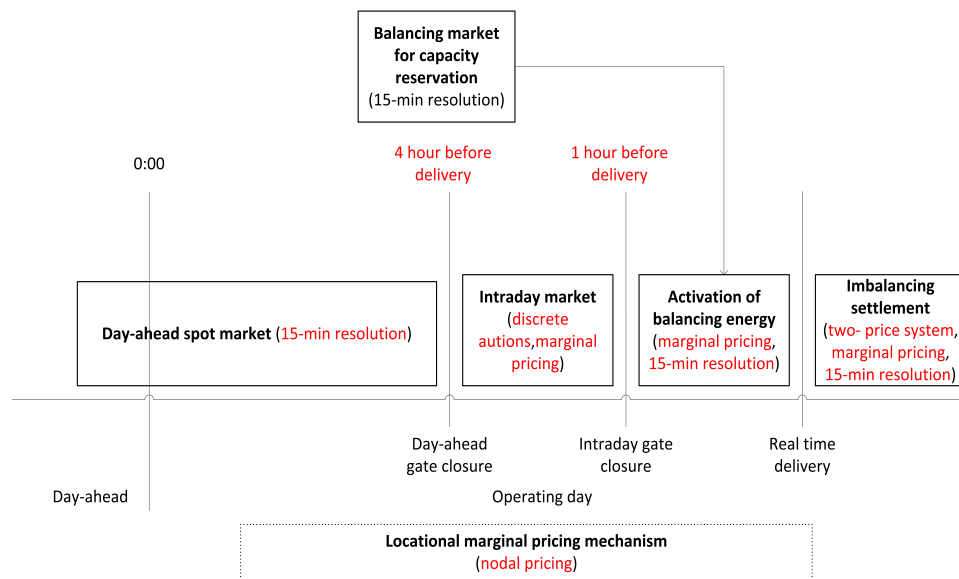 Balancing market
for capacity
reservation
(15-min resolution)
0:00
4 hour before
delivery
1 hour before
delivery
Day-ahead spot market (15-min resolution)
Intraday market
(discrete
autions,marginal
pricing)
Activation of
balancing energy
(marginal pricing,
15-min resolution)
Imbalancing
settlement
(two- price system,
marginal pricing,
15-min resolution)
Day-ahead
gate closure
Intraday gate
closure
Real time
delivery
Day-ahead
Operating day
Locational marginal pricing mechanism
(nodal pricing)